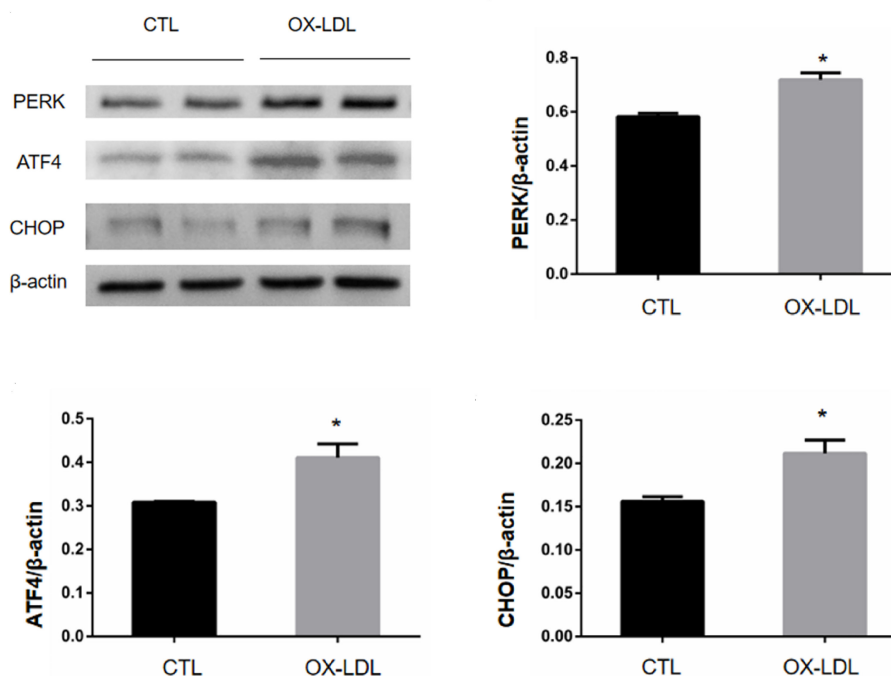 CTL OX-LDL
PERK
ATF4
CHOP
β-actin
PERK/β-actin
0.8
0.6
0.4
0.2
0.0
*
CTL OX-LDL
ATF4/β-actin
0.5
0.4
0.3
0.2
0.1
0.0
*
CTL OX-LDL
CHOP/β-actin
0.25
0.20
0.15
0.10
0.05
0.00
*
CTL OX-LDL